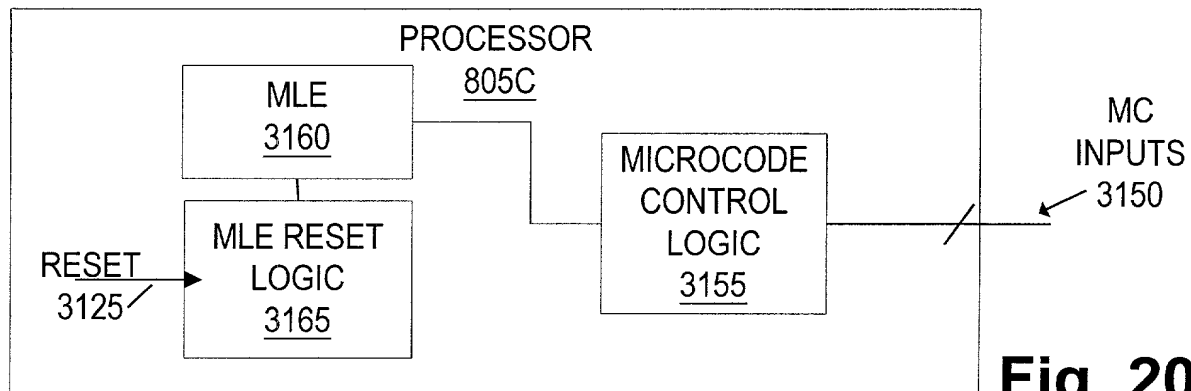 PROCESSOR
805C
MLE
3160
MC
INPUTS
3150
MICROCODE
CONTROL
LOGIC
3155
MLE RESET
LOGIC
3165
RESET
3125
Fig. 20